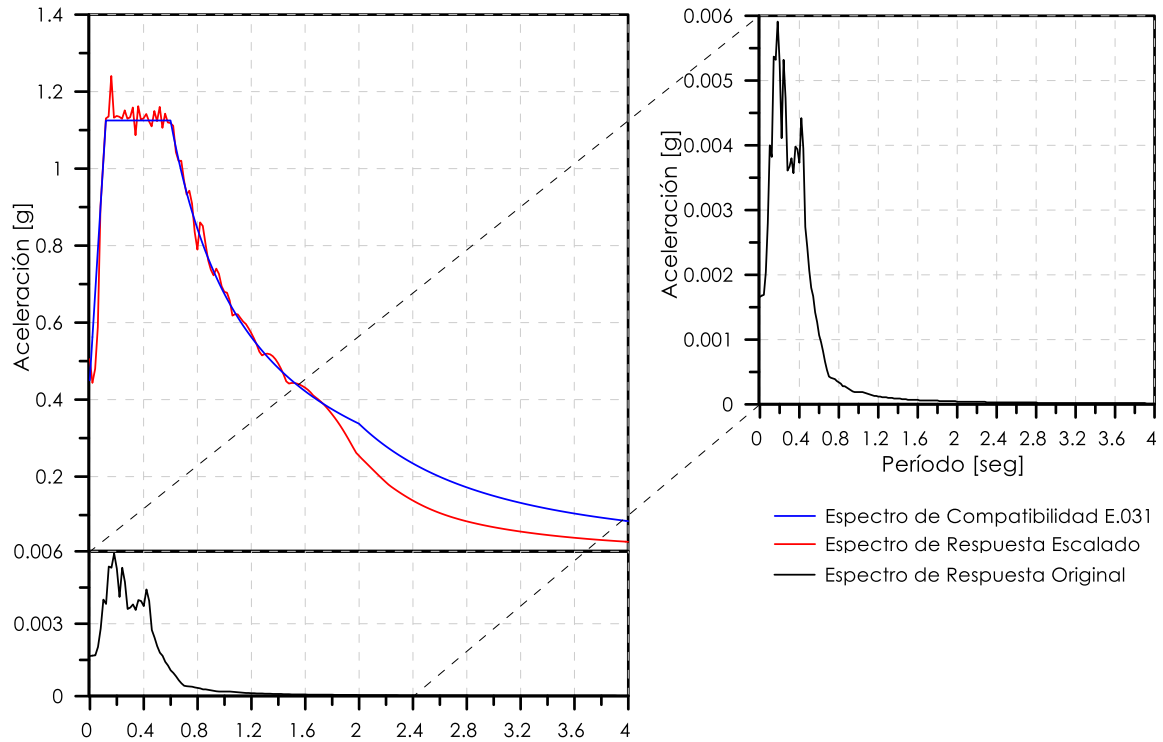 1.4
1.2
1
0.8
0.6
0.4
0.2
Aceleración [g]
0.006
0.003
0
0 0.4 0.8 1.2 1.6 2 2.4 2.8 3.2 3.6 4
0.006
0.005
0.004
0.003
0.002
0.001
0
Aceleración [g]
0 0.4 0.8 1.2 1.6 2 2.4 2.8 3.2 3.6 4
Período [seg]
Espectro de Compatibilidad E.031
Espectro de Respuesta Escalado
Espectro de Respuesta Original